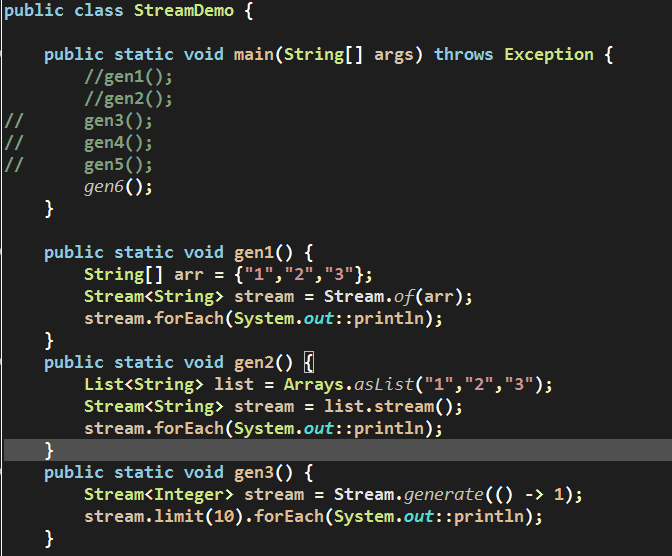 public class StreamDemo {
public static void main(String[] args) throws Exception {
//gen1();
//gen2();
// gen3();
// gen4();
// gen5();
gen6();
}
public static void gen1() {
String[] arr = {"1","2","3"};
Stream<String> stream = Stream.of(arr);
stream.forEach(System.out::println);
}
public static void gen2() {
List<String> list = Arrays.asList("1","2","3");
Stream<String> stream = list.stream();
stream.forEach(System.out::println);
}
public static void gen3() {
Stream<Integer> stream = Stream.generate(() -> 1);
stream.limit(10).forEach(System.out::println);
}